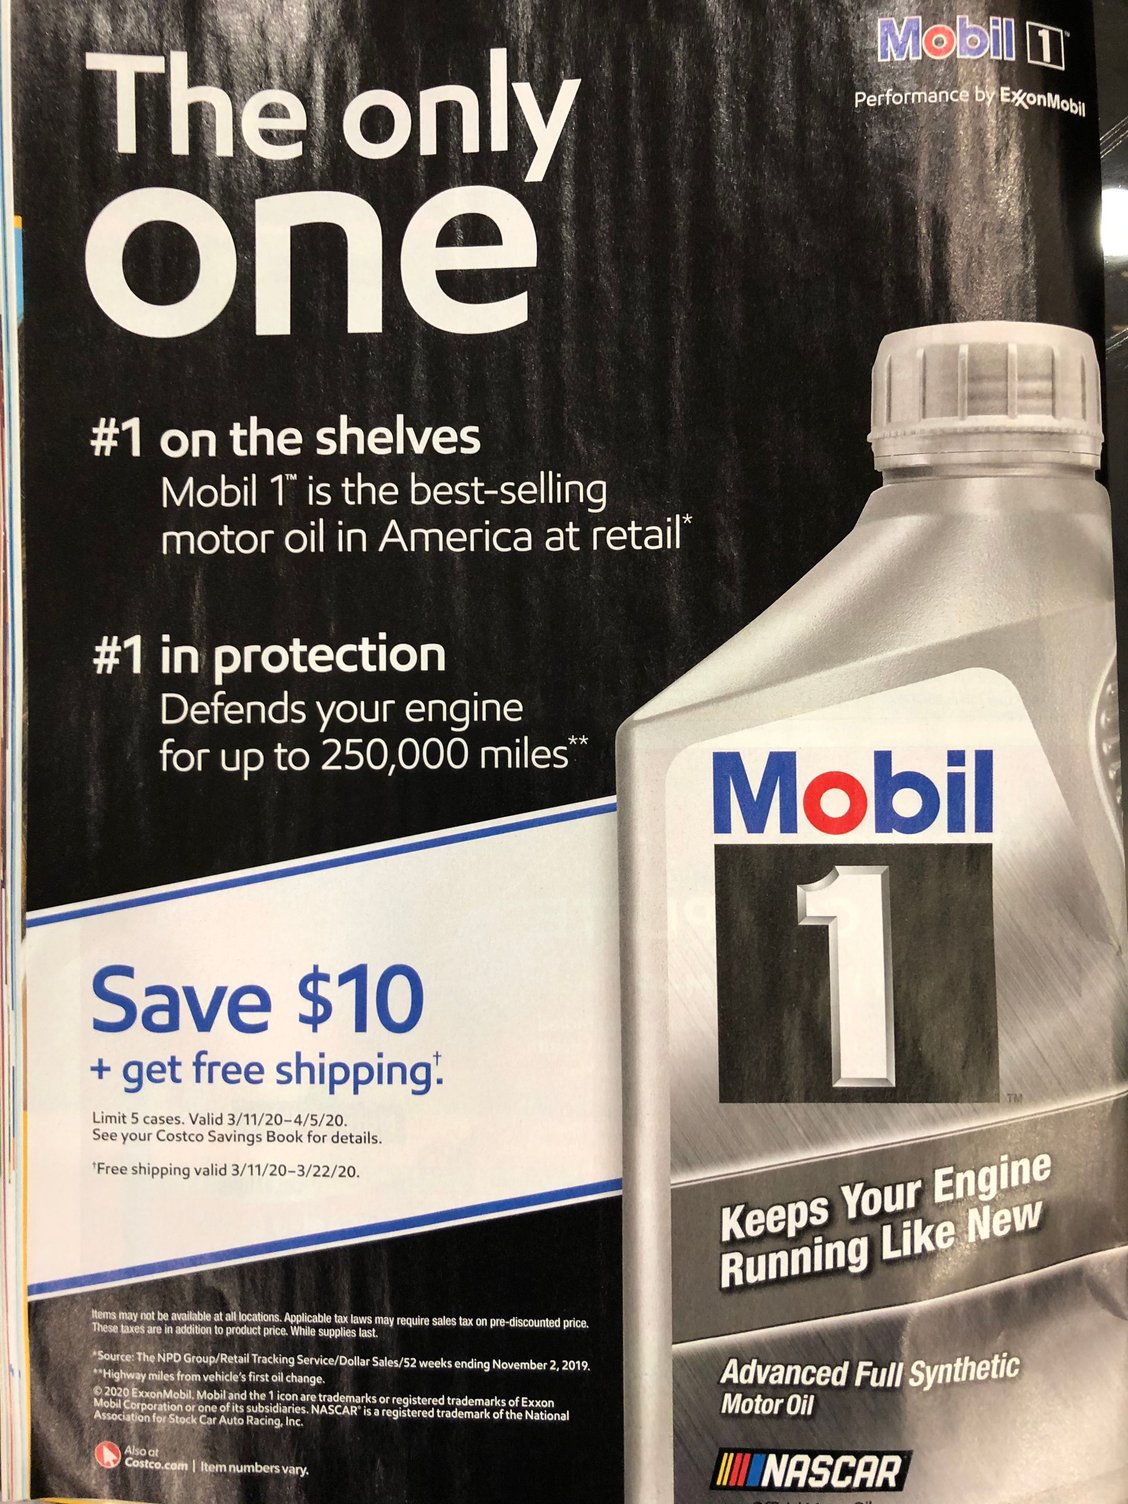 The only
one
Mobil 1™
Performance by ExxonMobil
#1 on the shelves
Mobil 1™ is the best-selling
motor oil in America at retail*
#1 in protection
Defends your engine
for up to 250,000 miles**
Save $10
+ get free shipping†.
Limit 5 cases. Valid 3/11/20–4/5/20.
See your Costco Savings Book for details.
†Free shipping valid 3/11/20–3/22/20.
Items may not be available at all locations. Applicable tax laws may require sales tax on pre-discounted price.
These taxes are in addition to product price. While supplies last.
*Source: The NPD Group/Retail Tracking Service/Dollar Sales/52 weeks ending November 2, 2019.
**Highway miles from vehicle's first oil change.
© 2020 ExxonMobil. Mobil and the 1 icon are trademarks or registered trademarks of Exxon
Mobil Corporation or one of its subsidiaries. NASCAR® is a registered trademark of the National
Association for Stock Car Auto Racing, Inc.
Also at
Costco.com | Item numbers vary.
Mobil
1
™
Keeps Your Engine
Running Like New
Advanced Full Synthetic
Motor Oil
NASCAR